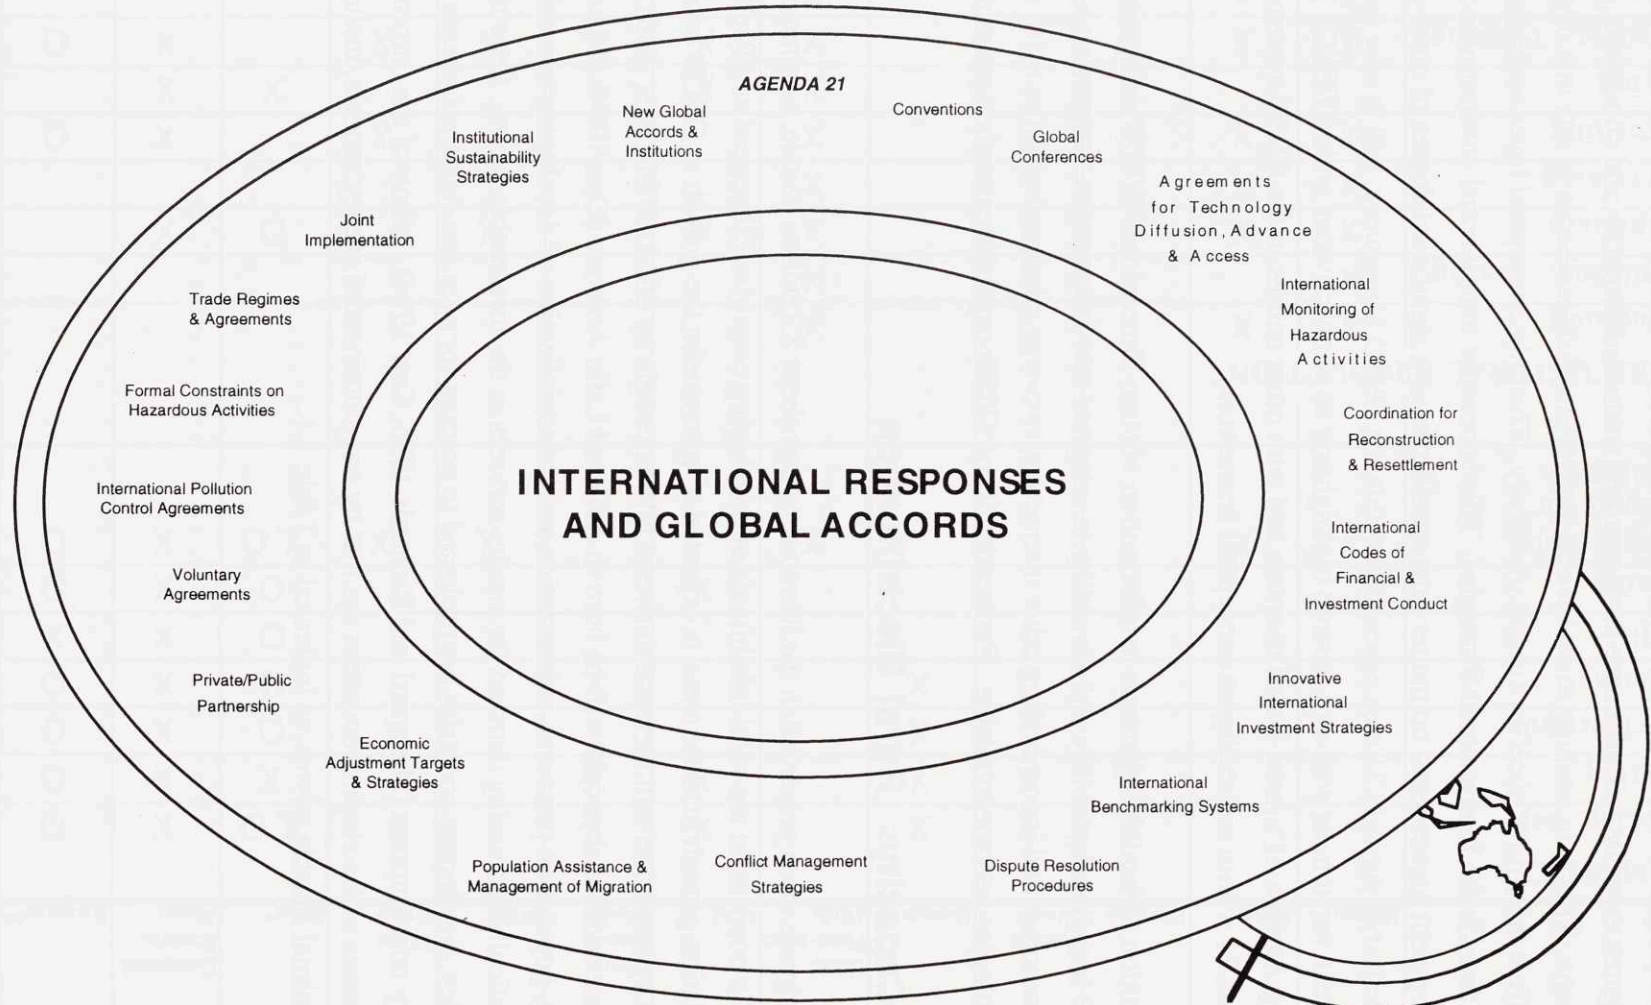 AGENDA 21
Conventions
Global
Conferences
Agreements
for Technology
Diffusion, Advance
& Access
International
Monitoring of
Hazardous
Activities
Coordination for
Reconstruction
& Resettlement
International
Codes of
Financial &
Investment Conduct
Innovative
International
Investment Strategies
International
Benchmarking Systems
Dispute Resolution
Procedures
Conflict Management
Strategies
Population Assistance &
Management of Migration
Economic
Adjustment Targets
& Strategies
Private/Public
Partnership
Voluntary
Agreements
International Pollution
Control Agreements
Formal Constraints on
Hazardous Activities
Trade Regimes
& Agreements
Joint
Implementation
Institutional
Sustainability
Strategies
New Global
Accords &
Institutions
INTERNATIONAL RESPONSES
AND GLOBAL ACCORDS